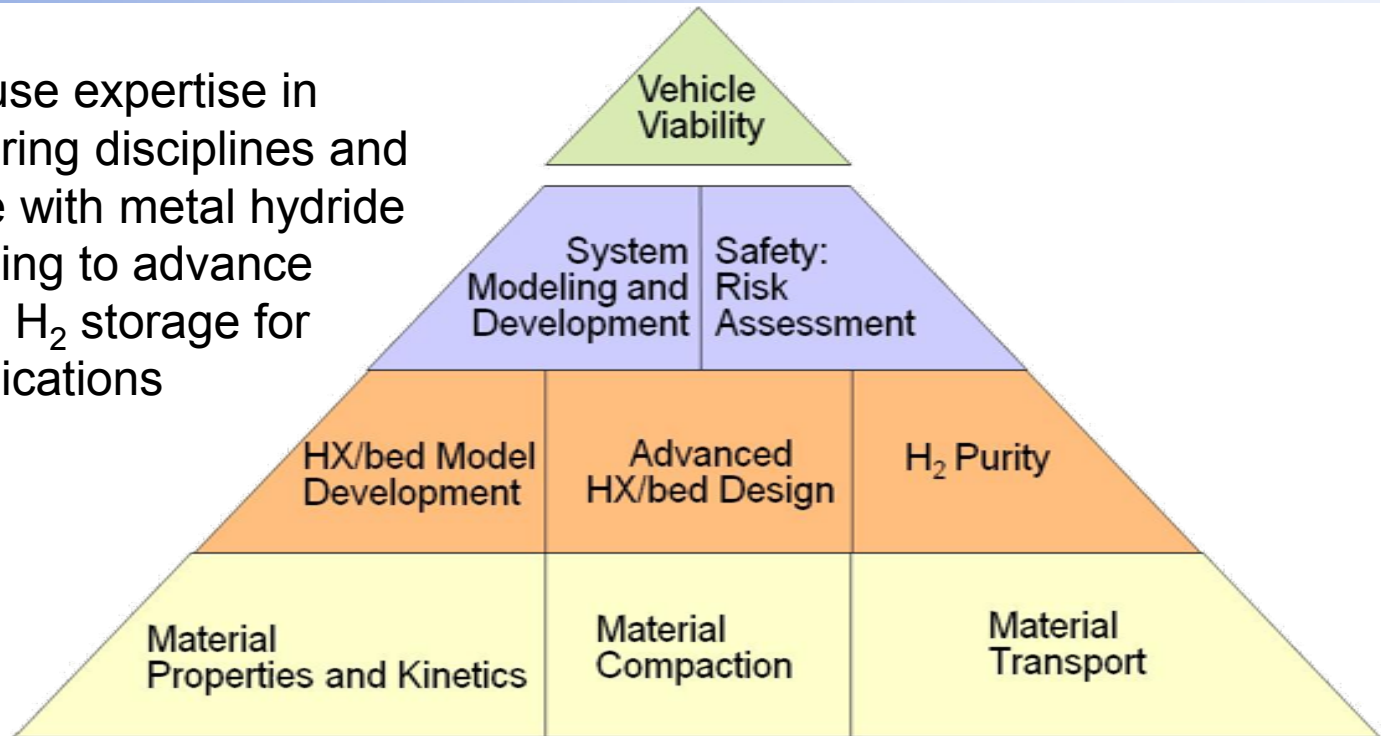 use expertise in
ring disciplines and
e with metal hydride
ing to advance
H₂ storage for
ications
Vehicle
Viability
System
Modeling and
Development
Safety:
Risk
Assessment
HX/bed Model
Development
Advanced
HX/bed Design
H₂ Purity
Material
Properties and Kinetics
Material
Compaction
Material
Transport